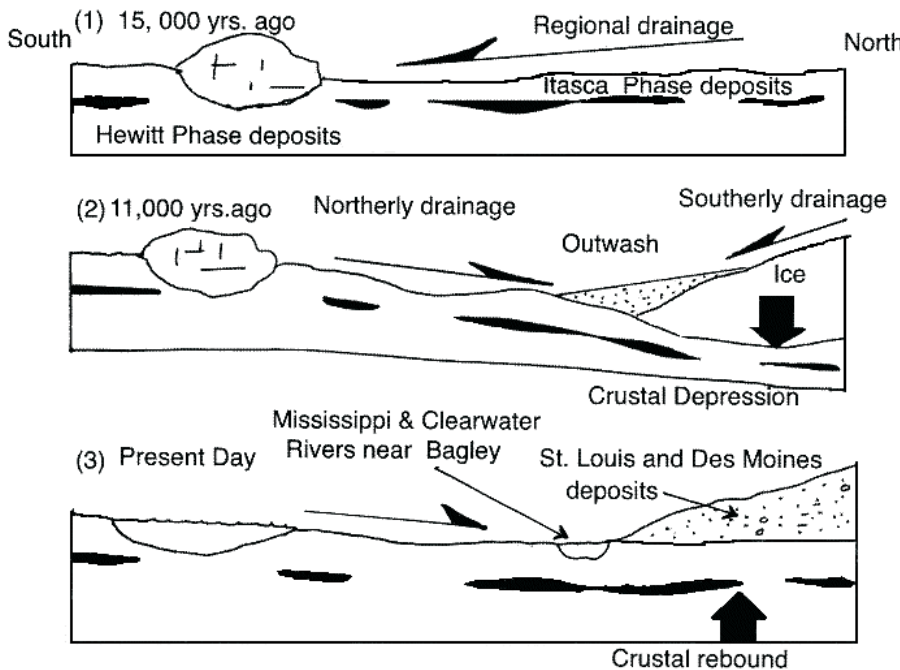 (1) 15, 000 yrs. ago
South
Regional drainage
North
Itasca Phase deposits
Hewitt Phase deposits
(2) 11,000 yrs.ago
Northerly drainage
Southerly drainage
Outwash
Ice
Crustal Depression
Mississippi & Clearwater
Rivers near Bagley
(3) Present Day
St. Louis and Des Moines
deposits
Crustal rebound